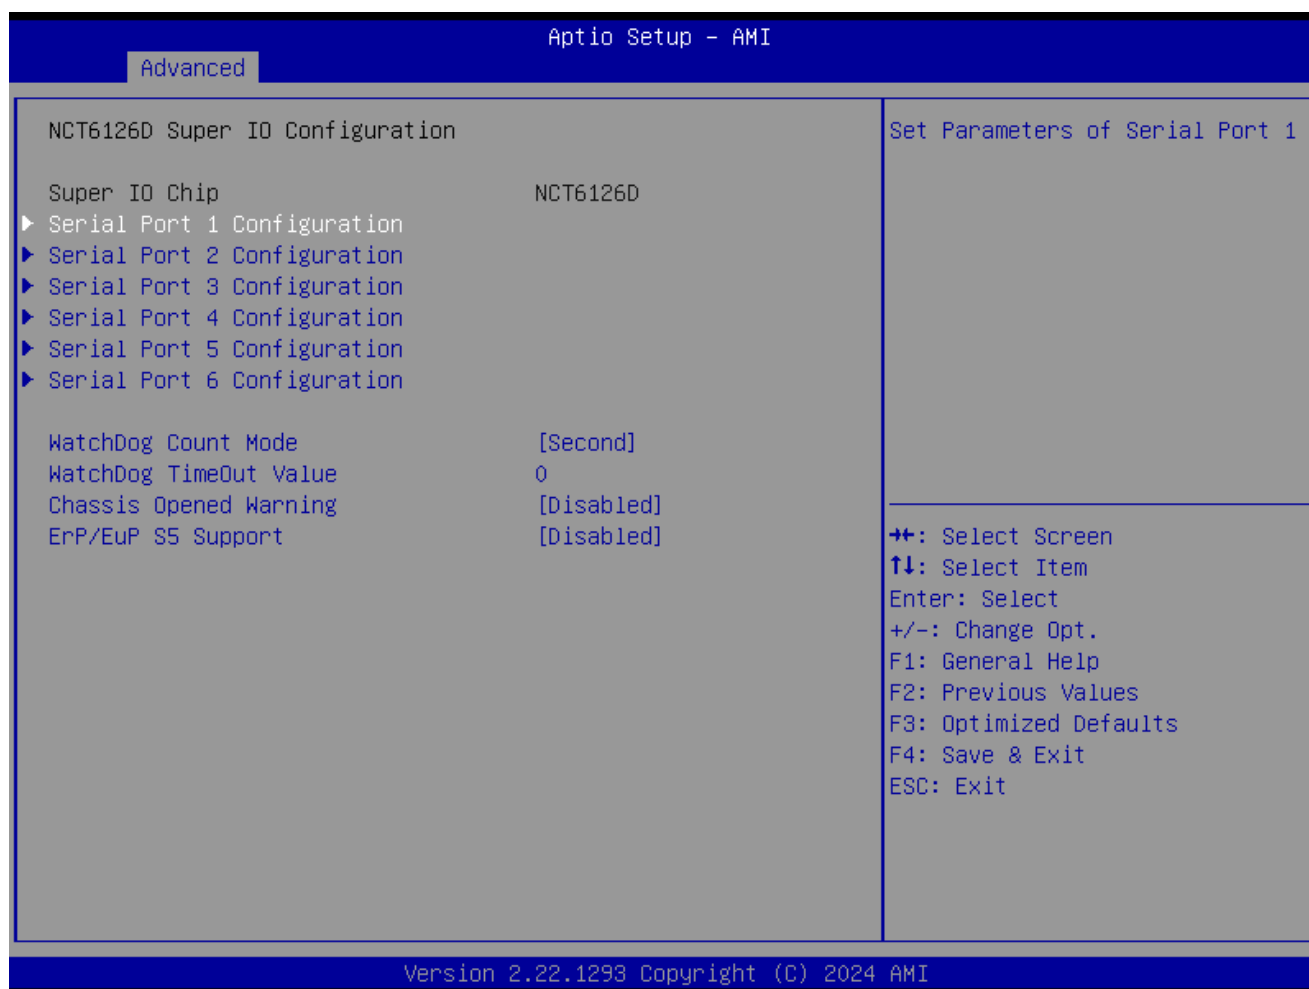 Aptio Setup – AMI
Advanced
NCT6126D Super IO Configuration
Super IO Chip NCT6126D
Serial Port 1 Configuration
Serial Port 2 Configuration
Serial Port 3 Configuration
Serial Port 4 Configuration
Serial Port 5 Configuration
Serial Port 6 Configuration
WatchDog Count Mode [Second]
WatchDog TimeOut Value 0
Chassis Opened Warning [Disabled]
ErP/EuP S5 Support [Disabled]
Set Parameters of Serial Port 1
→←: Select Screen
↑↓: Select Item
Enter: Select
+/-: Change Opt.
F1: General Help
F2: Previous Values
F3: Optimized Defaults
F4: Save & Exit
ESC: Exit
Version 2.22.1293 Copyright (C) 2024 AMI